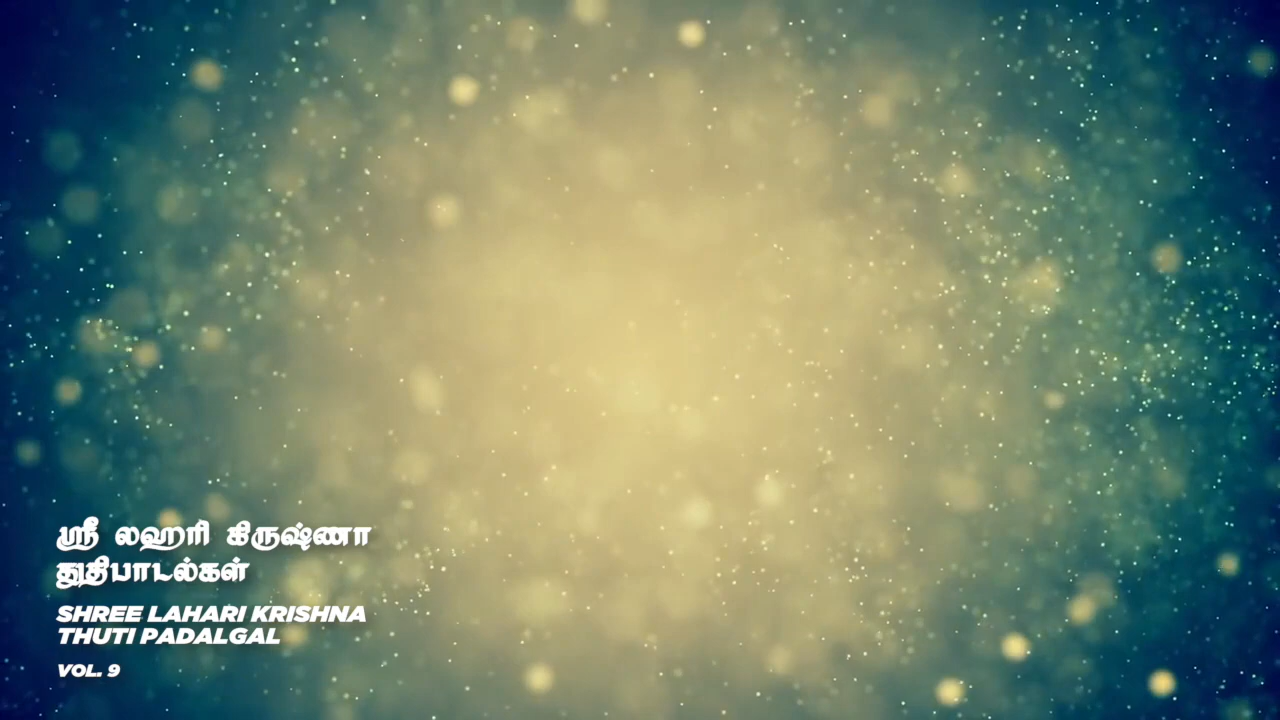 ஸ்ரீ லஹரி கிருஷ்ணா
துதிபாடல்கள்
SHREE LAHARI KRISHNA
THUTI PADALGAL
VOL. 9